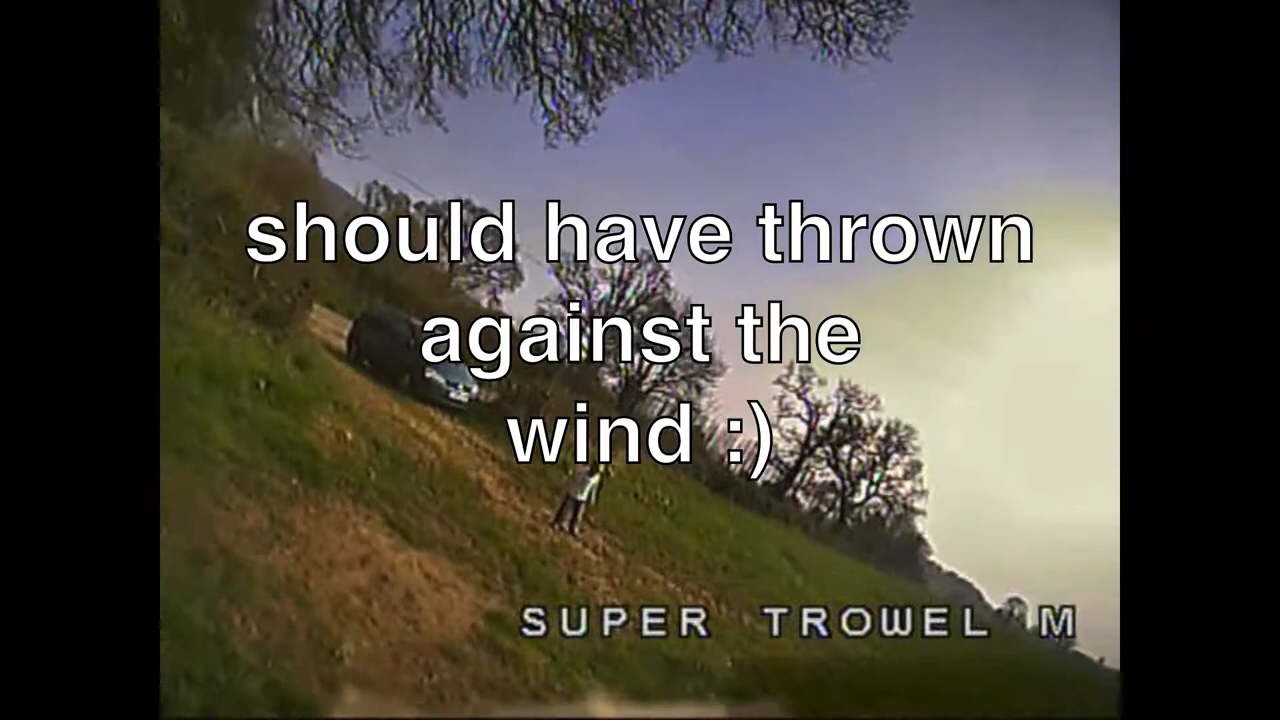 should have thrown
against the
wind :)
SUPER TROWEL M